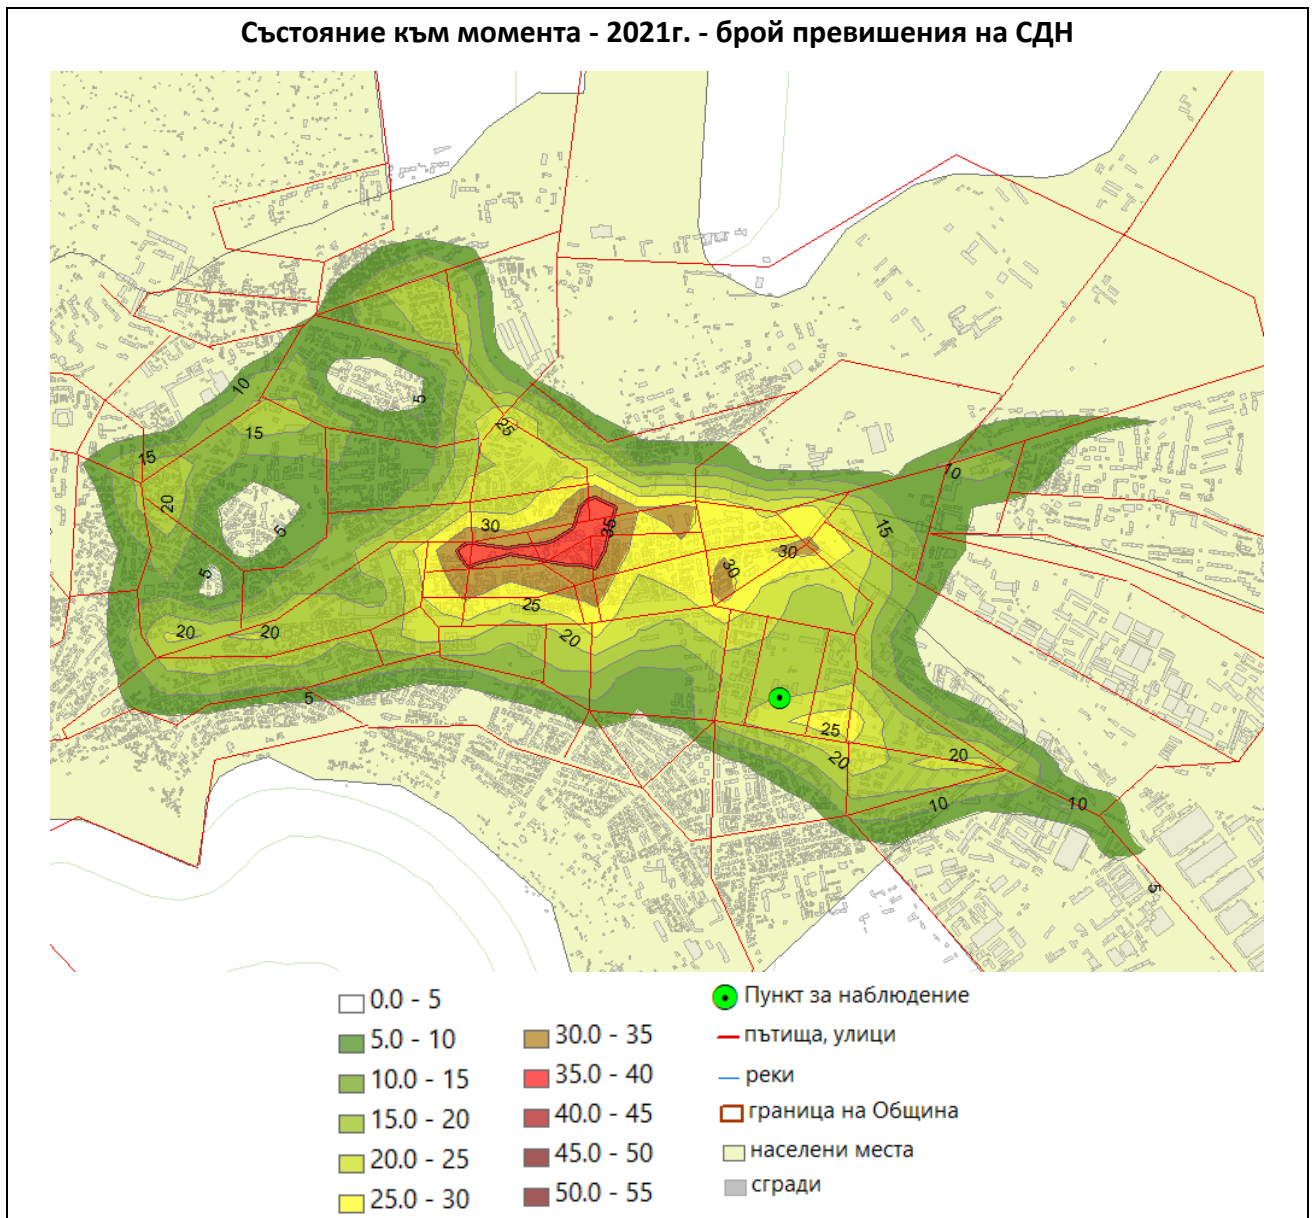 Състояние към момента - 2021г. - брой превишения на СДН
10
5
25
15
15
20
5
5
30
35
25
20
20
20
5
30
30
15
10
25
20
20
10
10
5
0.0 - 5
5.0 - 10
10.0 - 15
15.0 - 20
20.0 - 25
25.0 - 30
30.0 - 35
35.0 - 40
40.0 - 45
45.0 - 50
50.0 - 55
Пункт за наблюдение
пътища, улици
реки
граница на Община
населени места
сгради